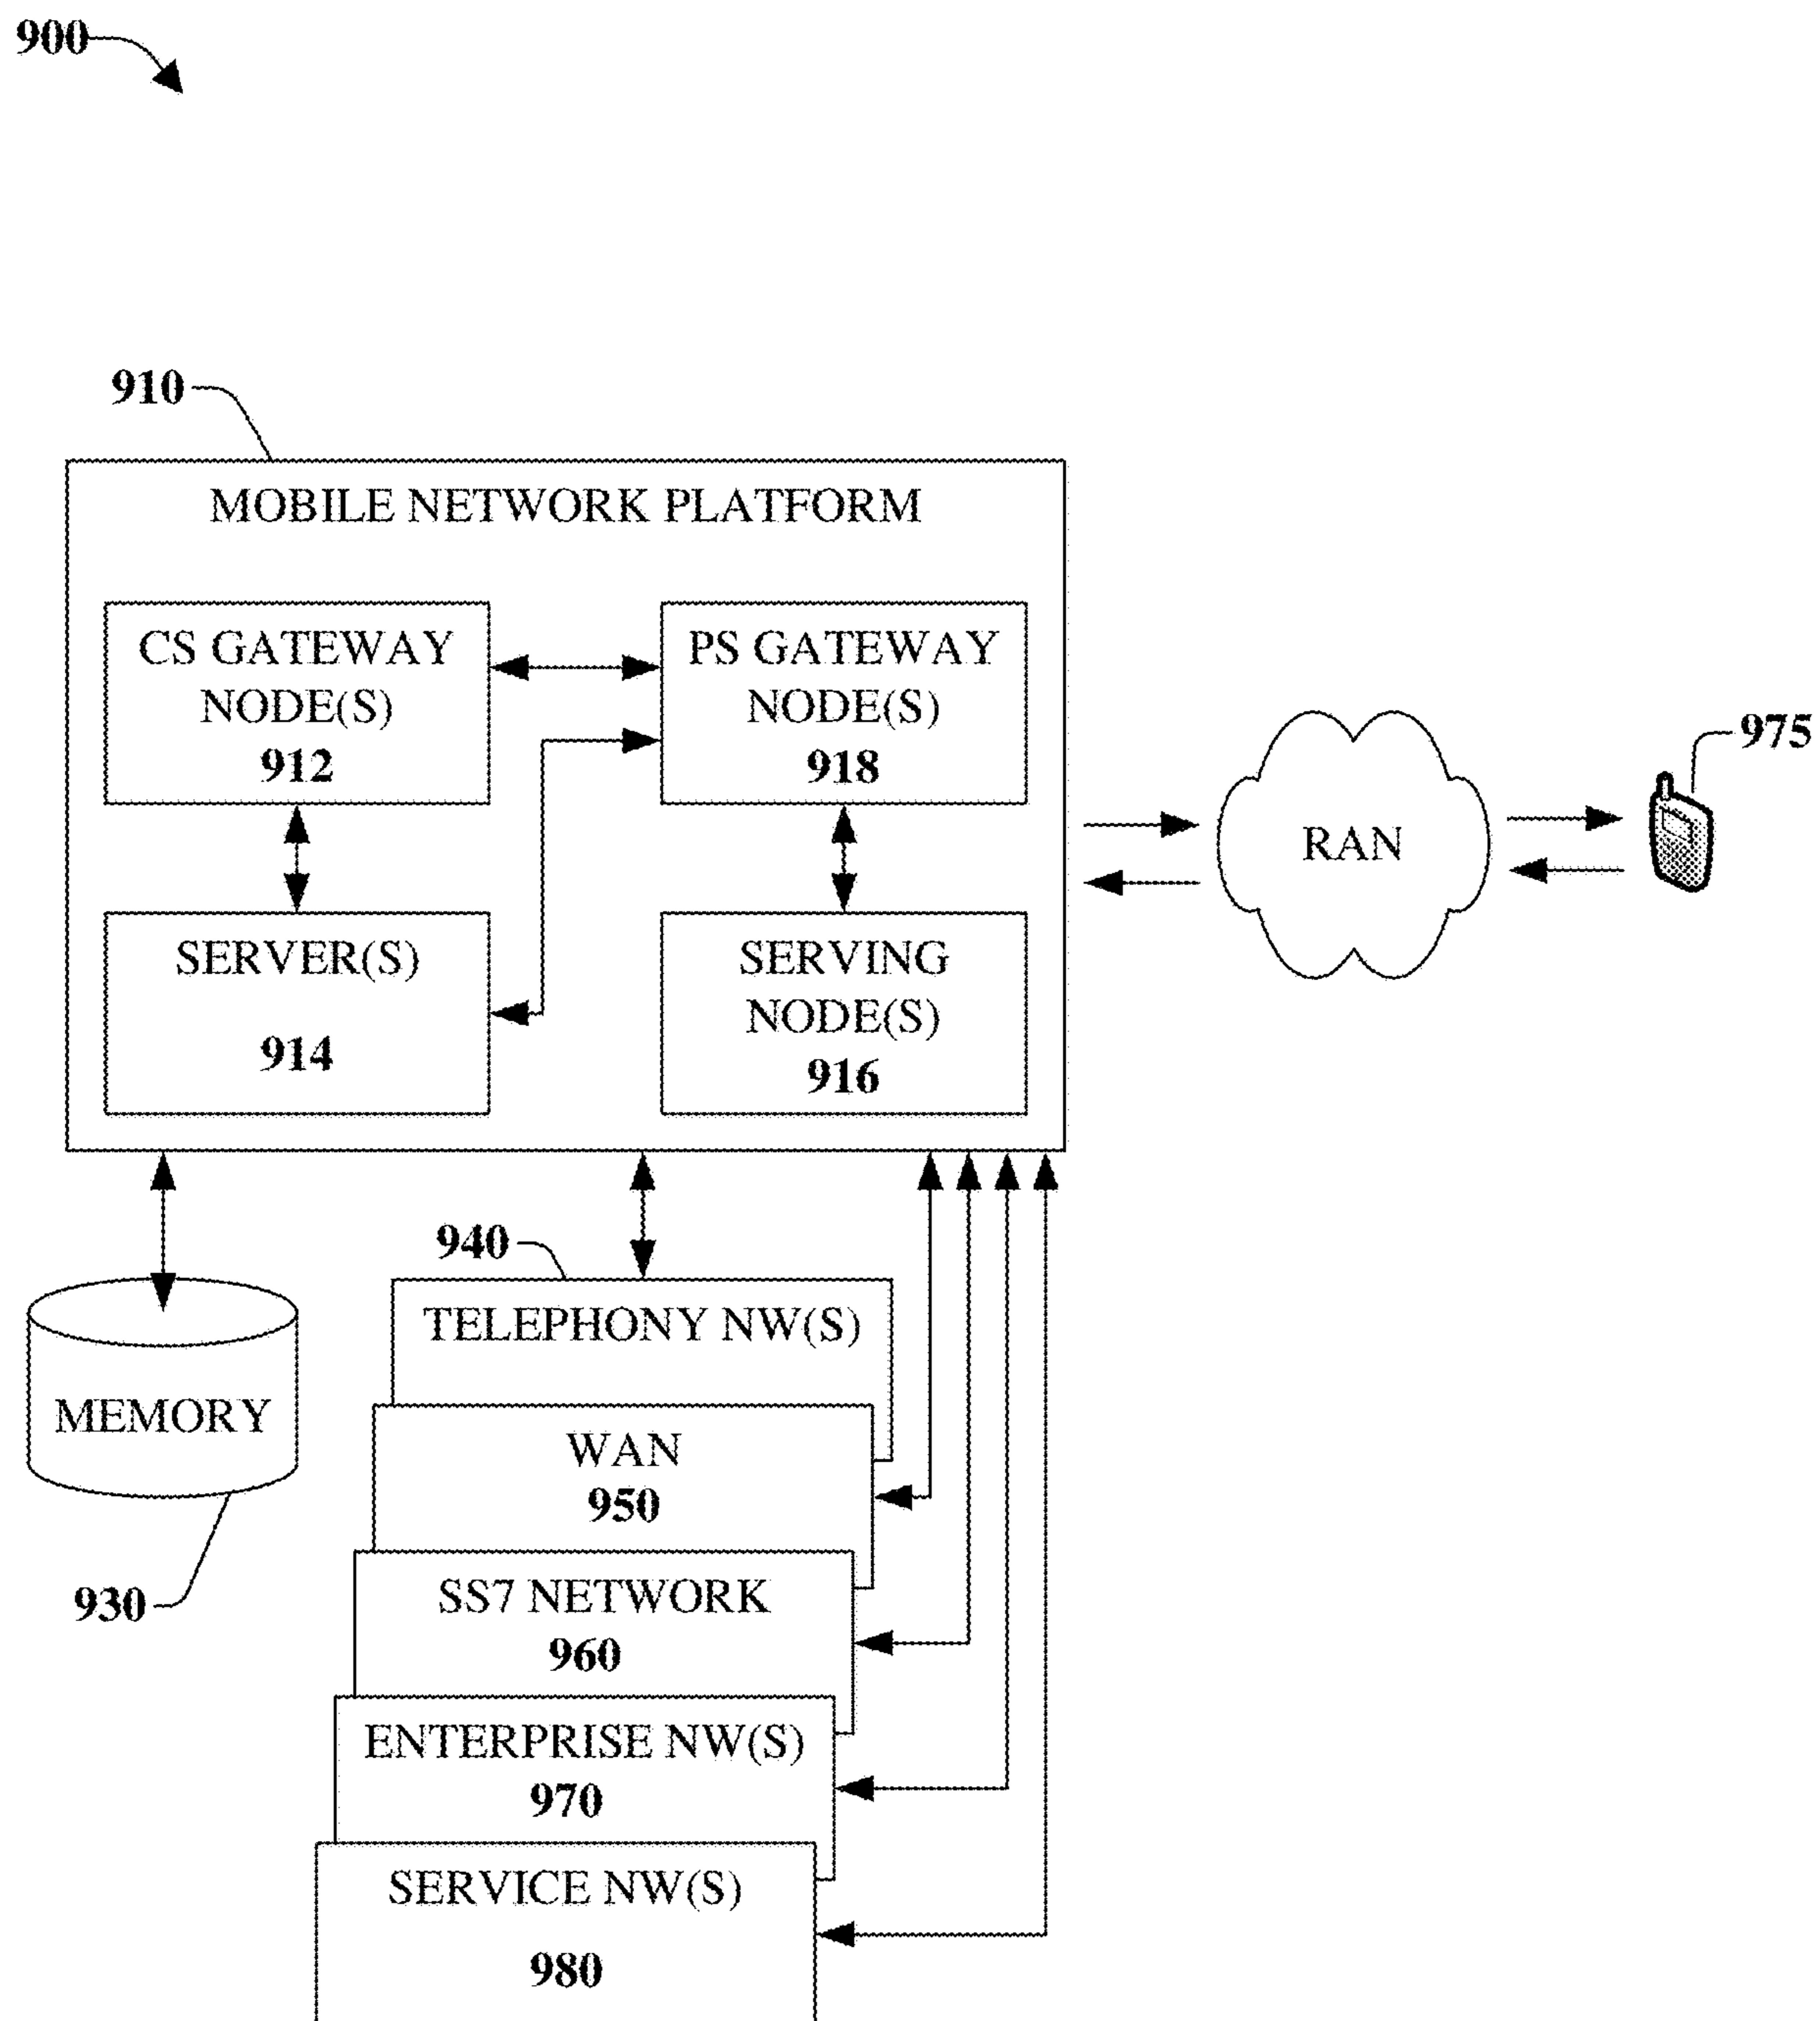 900
910
MOBILE NETWORK PLATFORM
CS GATEWAY
NODE(S)
912
PS GATEWAY
NODE(S)
918
SERVER(S)
914
SERVING
NODE(S)
916
RAN
975
940
TELEPHONY NW(S)
MEMORY
930
WAN
950
SS7 NETWORK
960
ENTERPRISE NW(S)
970
SERVICE NW(S)
980